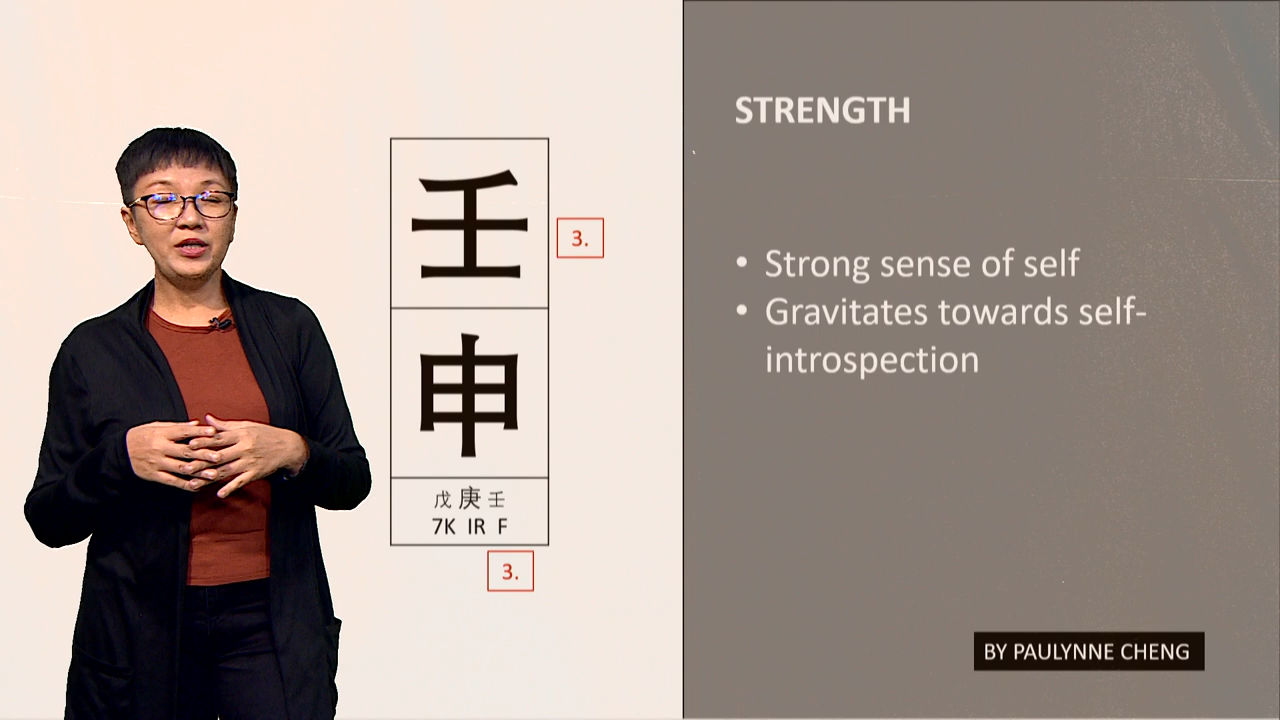 壬
3.
申
戊 庚 壬
7K IR F
3.
STRENGTH
• Strong sense of self
• Gravitates towards self-
introspection
BY PAULYNNE CHENG